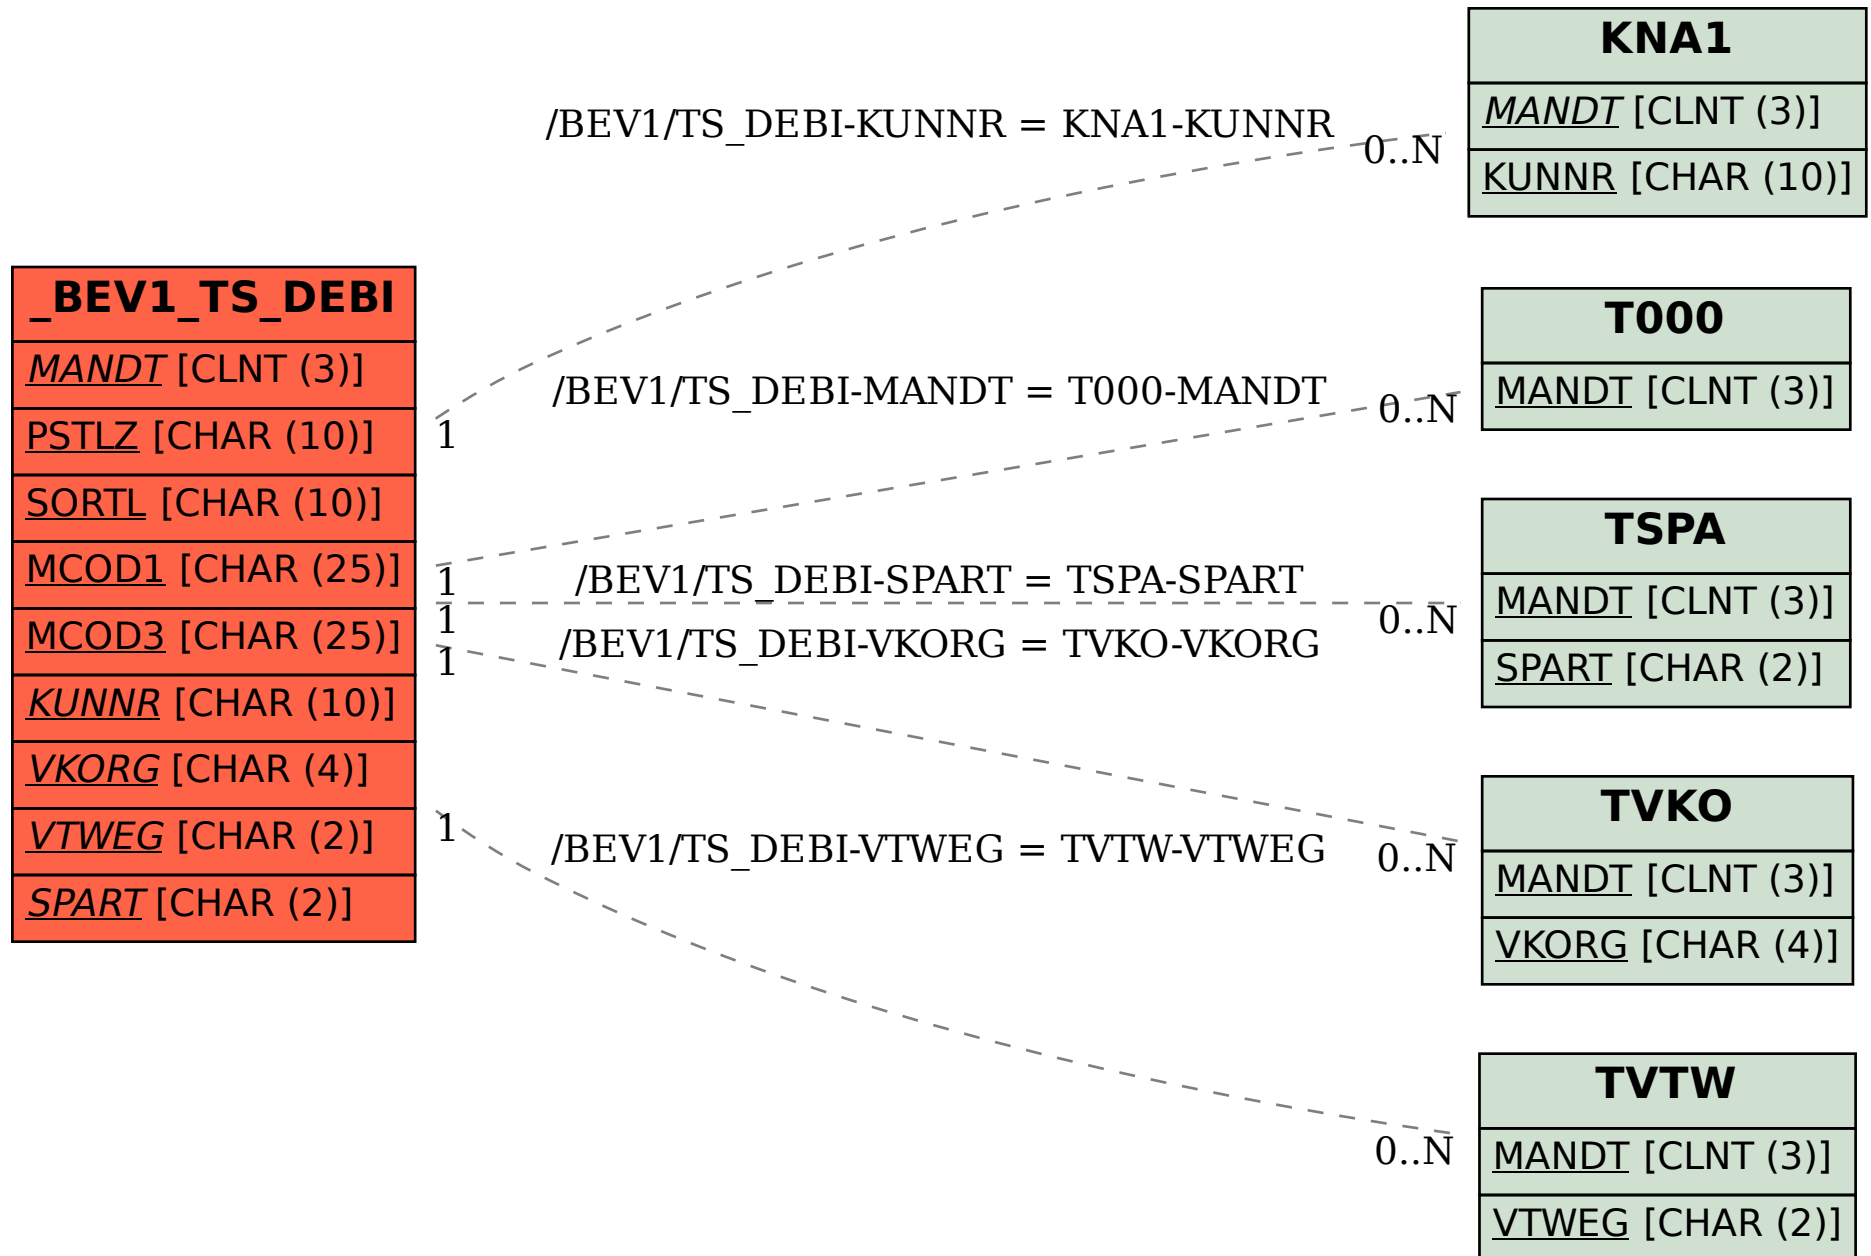 _BEV1_TS_DEBI
MANDT [CLNT (3)]
PSTLZ [CHAR (10)]
SORTL [CHAR (10)]
MCOD1 [CHAR (25)]
MCOD3 [CHAR (25)]
KUNNR [CHAR (10)]
VKORG [CHAR (4)]
VTWEG [CHAR (2)]
SPART [CHAR (2)]
/BEV1/TS_DEBI-KUNNR = KNA1-KUNNR
0..N
1
/BEV1/TS_DEBI-MANDT = T000-MANDT
0..N
1
/BEV1/TS_DEBI-SPART = TSPA-SPART
0..N
1
/BEV1/TS_DEBI-VKORG = TVKO-VKORG
0..N
1
/BEV1/TS_DEBI-VTWEG = TVTW-VTWEG
0..N
1
KNA1
MANDT [CLNT (3)]
KUNNR [CHAR (10)]
T000
MANDT [CLNT (3)]
TSPA
MANDT [CLNT (3)]
SPART [CHAR (2)]
TVKO
MANDT [CLNT (3)]
VKORG [CHAR (4)]
TVTW
MANDT [CLNT (3)]
VTWEG [CHAR (2)]